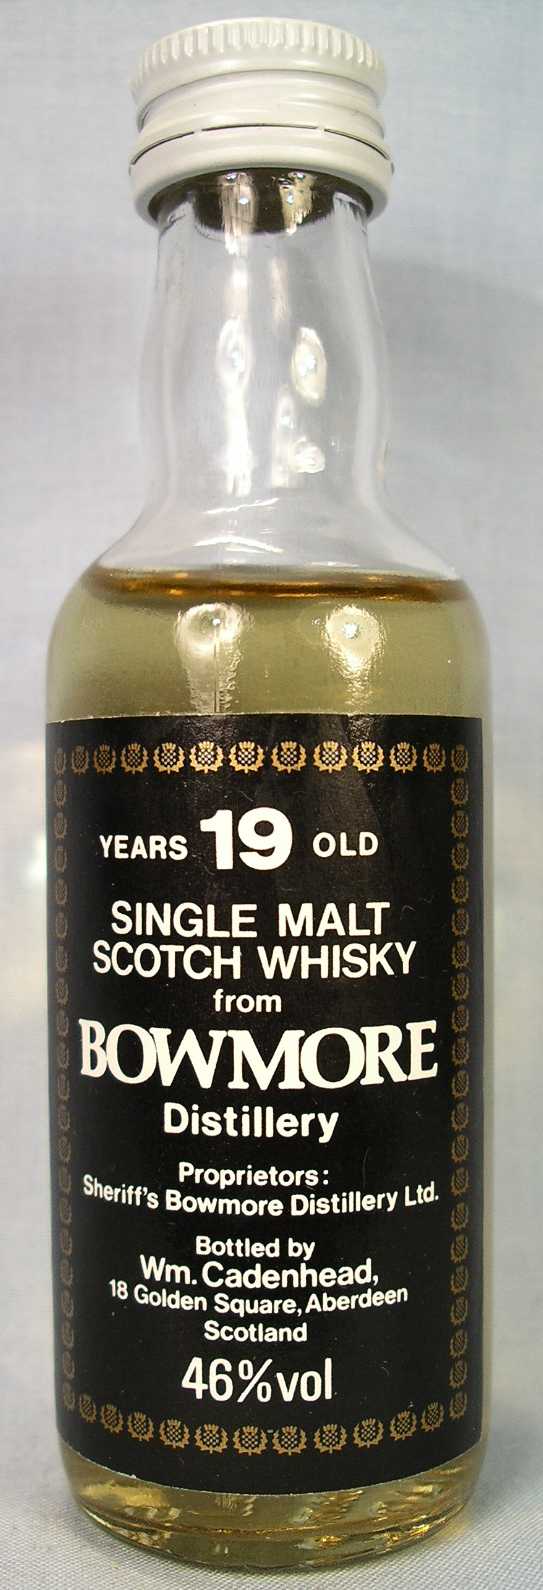 YEARS 19 OLD
SINGLE MALT
SCOTCH WHISKY
from
BOWMORE
Distillery
Proprietors:
Sheriff's Bowmore Distillery Ltd.
Bottled by
Wm. Cadenhead,
18 Golden Square, Aberdeen
Scotland
46%vol